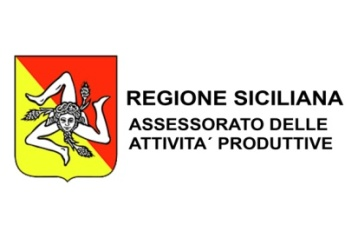 REGIONE SICILIANA
ASSESSORATO DELLE
ATTIVITA´ PRODUTTIVE